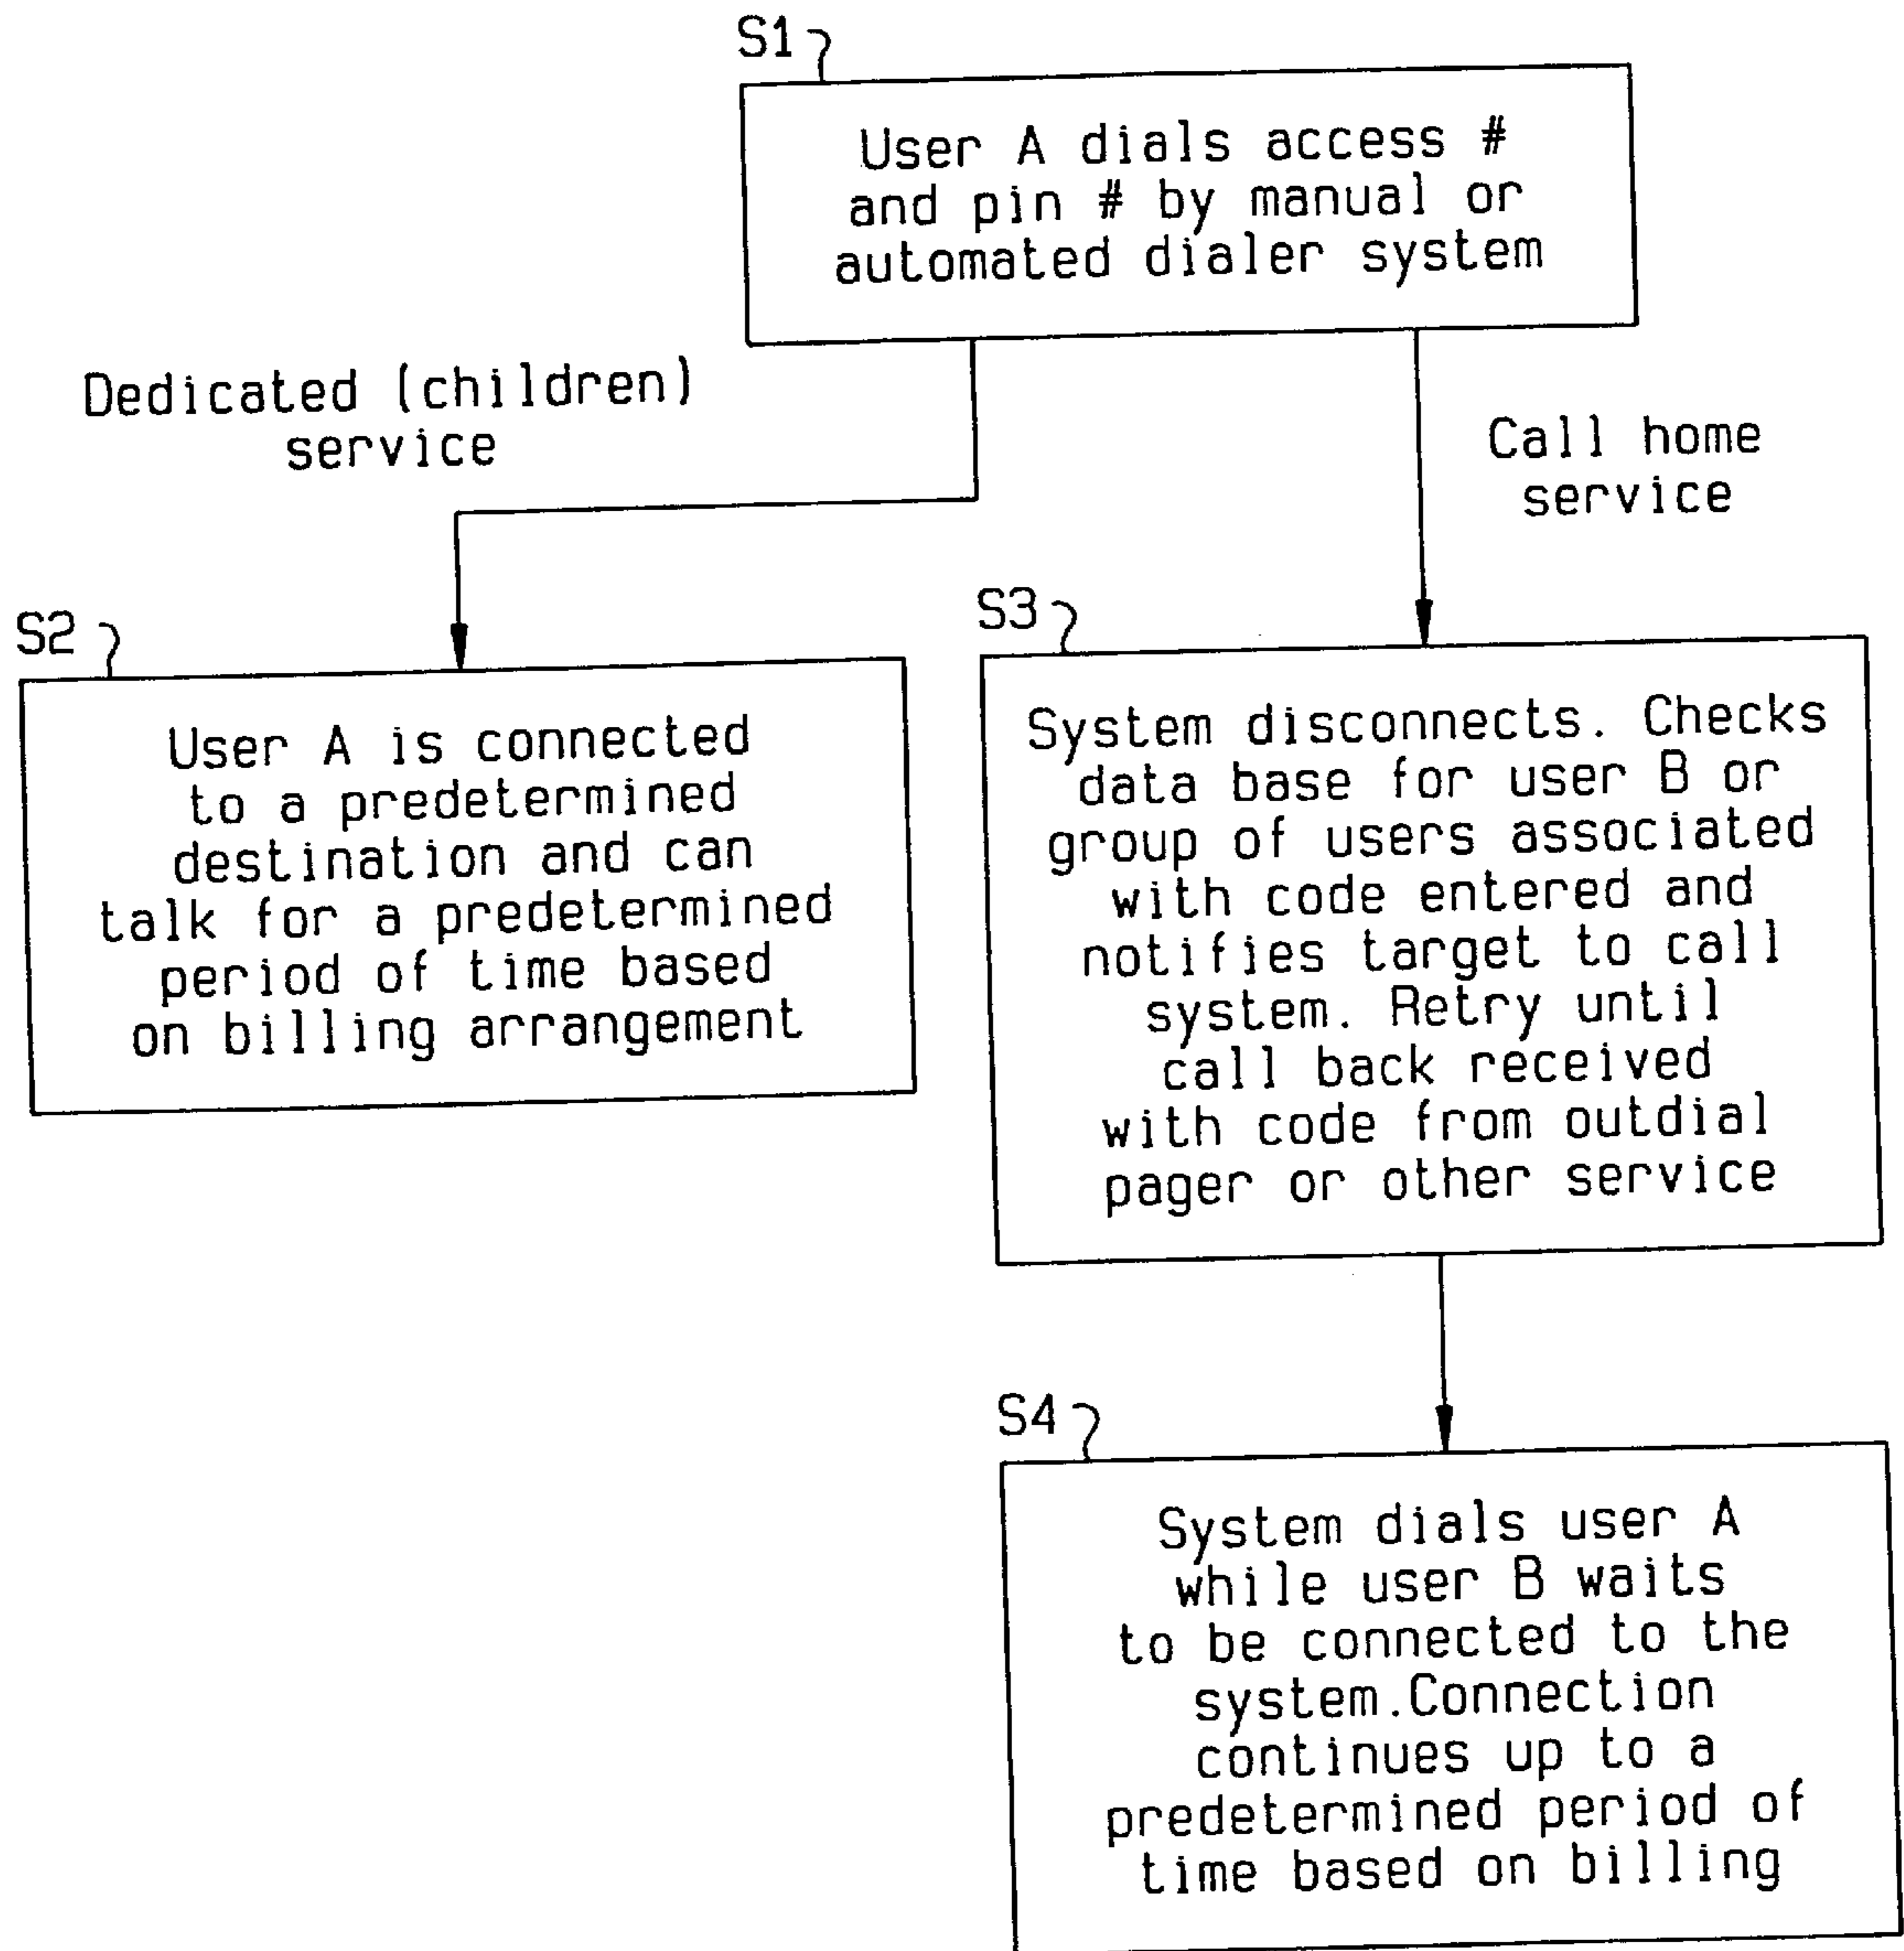 S1
User A dials access #
and pin # by manual or
automated dialer system
Dedicated (children)
service
Call home
service
S2
User A is connected
to a predetermined
destination and can
talk for a predetermined
period of time based
on billing arrangement
S3
System disconnects. Checks
data base for user B or
group of users associated
with code entered and
notifies target to call
system. Retry until
call back received
with code from outdial
pager or other service
S4
System dials user A
while user B waits
to be connected to the
system.Connection
continues up to a
predetermined period of
time based on billing